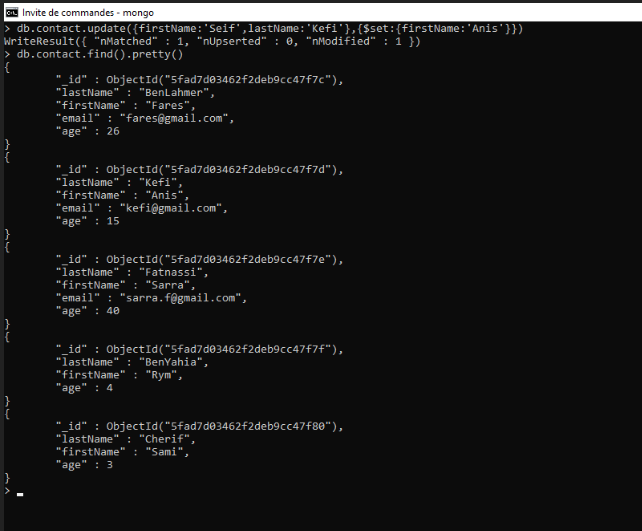 Invite de commandes - mongo
> db.contact.update({firstName:'Seif',lastName:'Kefi'},{$set:{firstName:'Anis'}})
WriteResult({ "nMatched" : 1, "nUpserted" : 0, "nModified" : 1 })
> db.contact.find().pretty()
{
        "_id" : ObjectId("5fad7d03462f2deb9cc47f7c"),
        "lastName" : "BenLahmer",
        "firstName" : "Fares",
        "email" : "fares@gmail.com",
        "age" : 26
}
{
        "_id" : ObjectId("5fad7d03462f2deb9cc47f7d"),
        "lastName" : "Kefi",
        "firstName" : "Anis",
        "email" : "kefi@gmail.com",
        "age" : 15
}
{
        "_id" : ObjectId("5fad7d03462f2deb9cc47f7e"),
        "lastName" : "Fatnassi",
        "firstName" : "Sarra",
        "email" : "sarra.f@gmail.com",
        "age" : 40
}
{
        "_id" : ObjectId("5fad7d03462f2deb9cc47f7f"),
        "lastName" : "BenYahia",
        "firstName" : "Rym",
        "age" : 4
}
{
        "_id" : ObjectId("5fad7d03462f2deb9cc47f80"),
        "lastName" : "Cherif",
        "firstName" : "Sami",
        "age" : 3
}
>